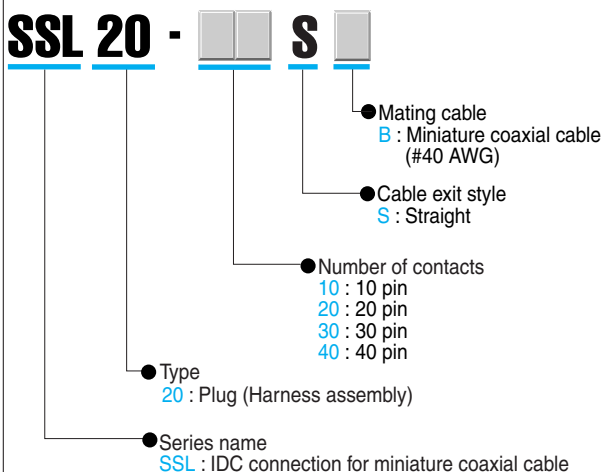 SSL 20 - S
Mating cable
B : Miniature coaxial cable
(#40 AWG)
Cable exit style
S : Straight
Number of contacts
10 : 10 pin
20 : 20 pin
30 : 30 pin
40 : 40 pin
Type
20 : Plug (Harness assembly)
Series name
SSL : IDC connection for miniature coaxial cable